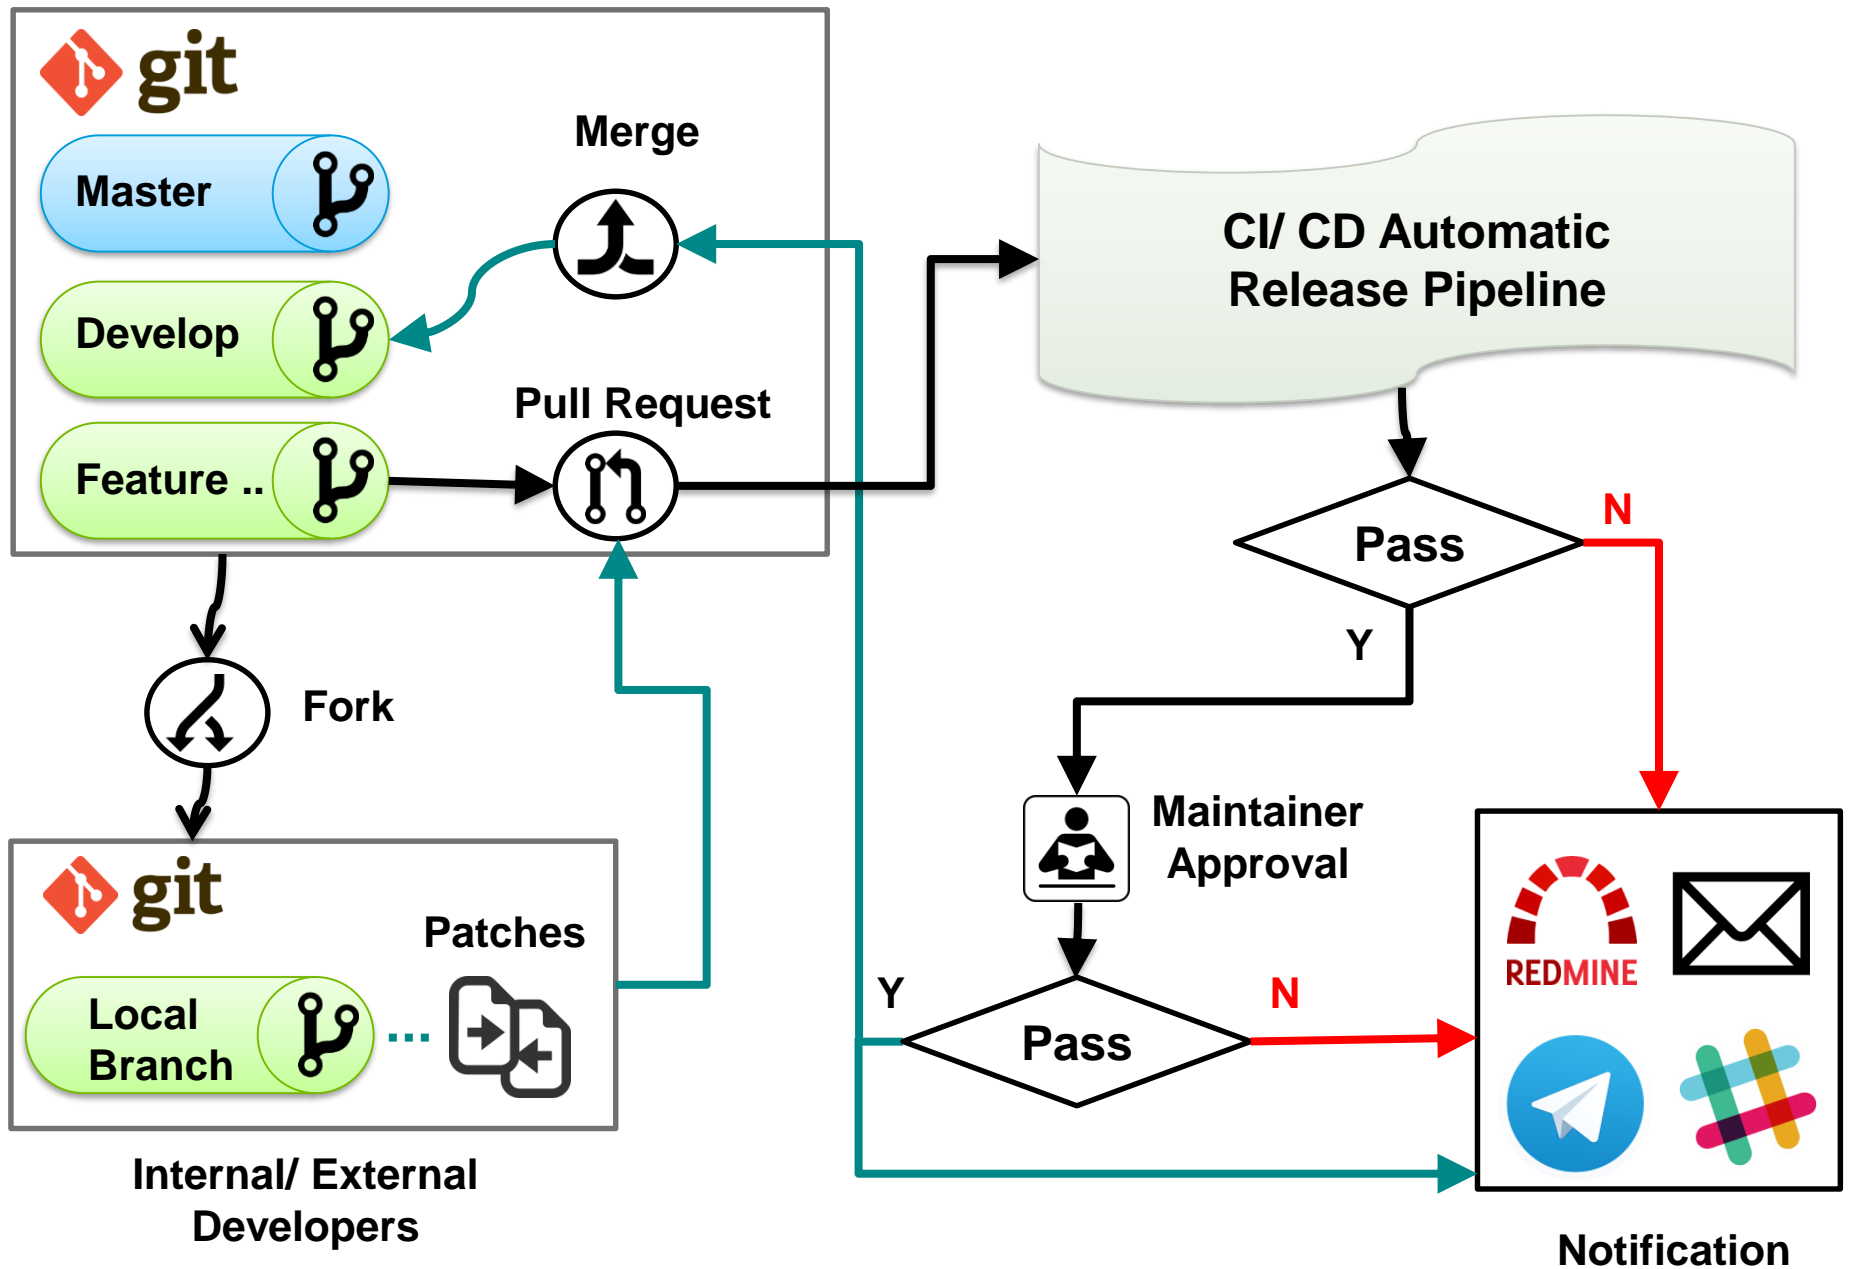 git
Merge
Master
Develop
Pull Request
Feature ..
CI/ CD Automatic
Release Pipeline
Pass
N
Y
Fork
Maintainer
Approval
git
Patches
Local
Branch
...
Y
Pass
N
REDMINE
Internal/ External
Developers
Notification